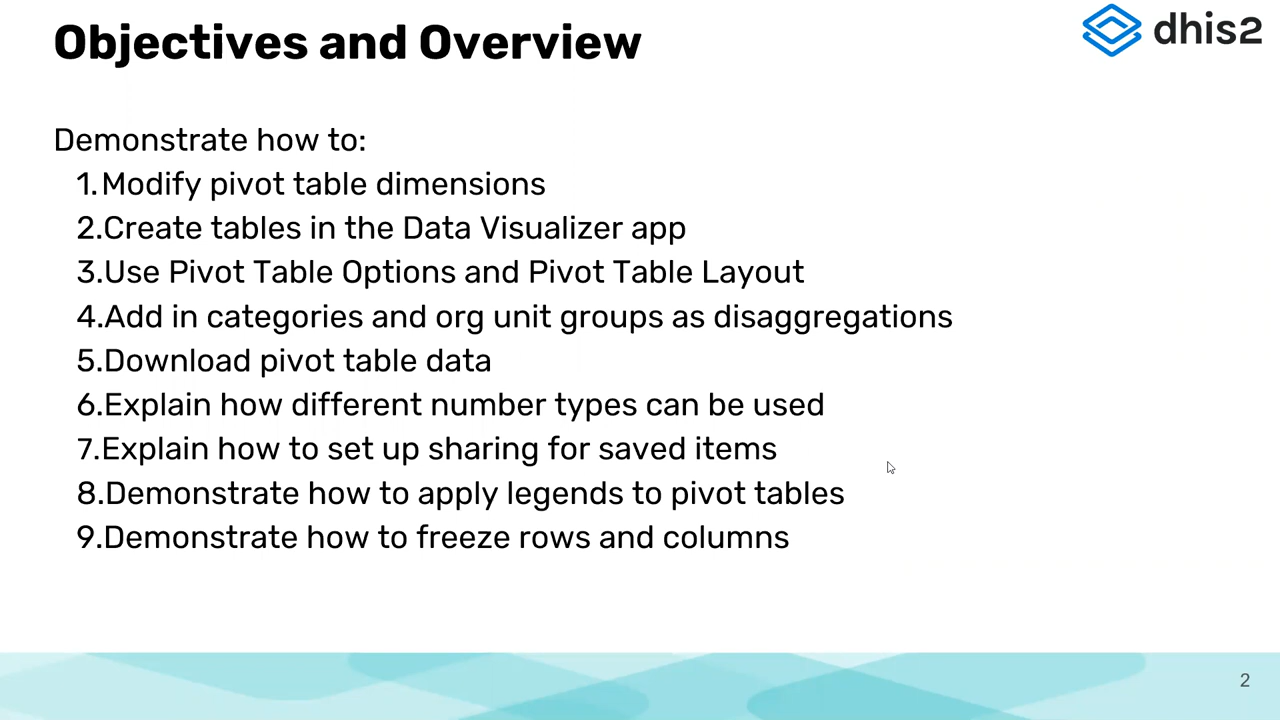 Objectives and Overview
dhis2
Demonstrate how to:
1.Modify pivot table dimensions
2.Create tables in the Data Visualizer app
3.Use Pivot Table Options and Pivot Table Layout
4.Add in categories and org unit groups as disaggregations
5.Download pivot table data
6.Explain how different number types can be used
7.Explain how to set up sharing for saved items
8.Demonstrate how to apply legends to pivot tables
9.Demonstrate how to freeze rows and columns
2